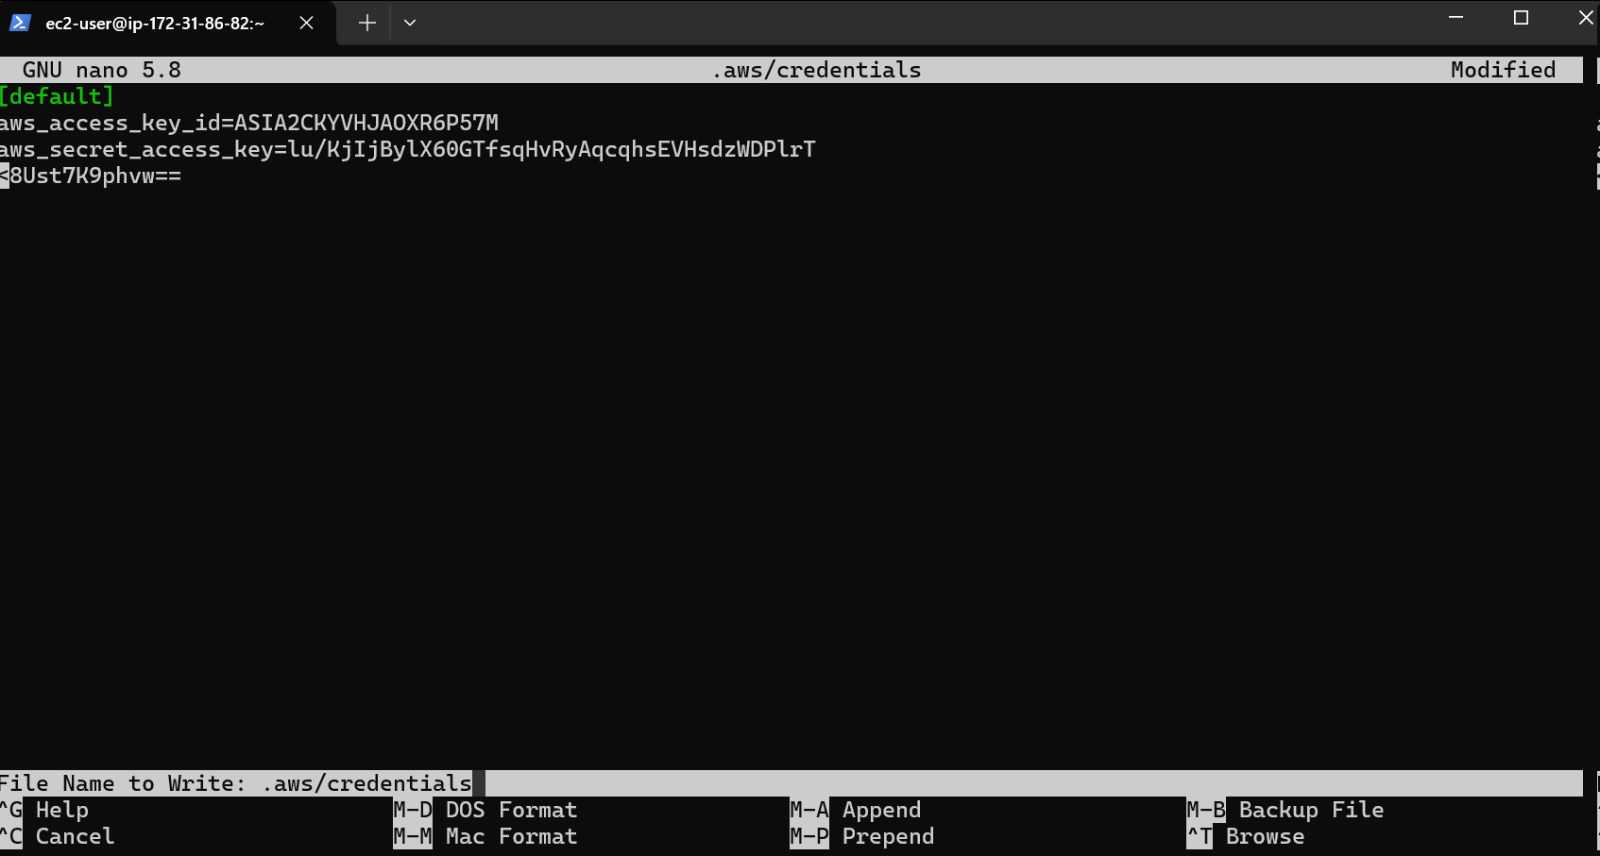 ec2-user@ip-172-31-86-82:~
GNU nano 5.8 .aws/credentials Modified
[default]
aws_access_key_id=ASIA2CKYVHJAOXR6P57M
aws_secret_access_key=lu/KjIjBylX60GTfsqHvRyAqcqhsEVHsdzWDPlrT
<8Ust7K9phvw==
File Name to Write: .aws/credentials
^G Help M-D DOS Format M-A Append M-B Backup File
^C Cancel M-M Mac Format M-P Prepend ^T Browse